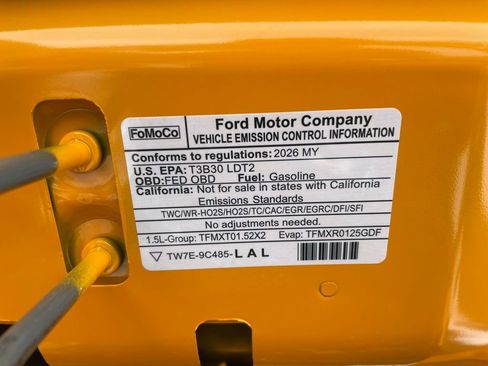 FoMoCo
Ford Motor Company
VEHICLE EMISSION CONTROL INFORMATION
Conforms to regulations: 2026 MY
U.S. EPA: T3B30 LDT2
OBD:FED OBD Fuel: Gasoline
California: Not for sale in states with California
Emissions Standards
TWC/WR-HO2S/HO2S/TC/CAC/EGR/EGRC/DFI/SFI
No adjustments needed.
1.5L-Group: TFMXT01.52X2 Evap: TFMXR0125GDF
TW7E-9C485-LAL